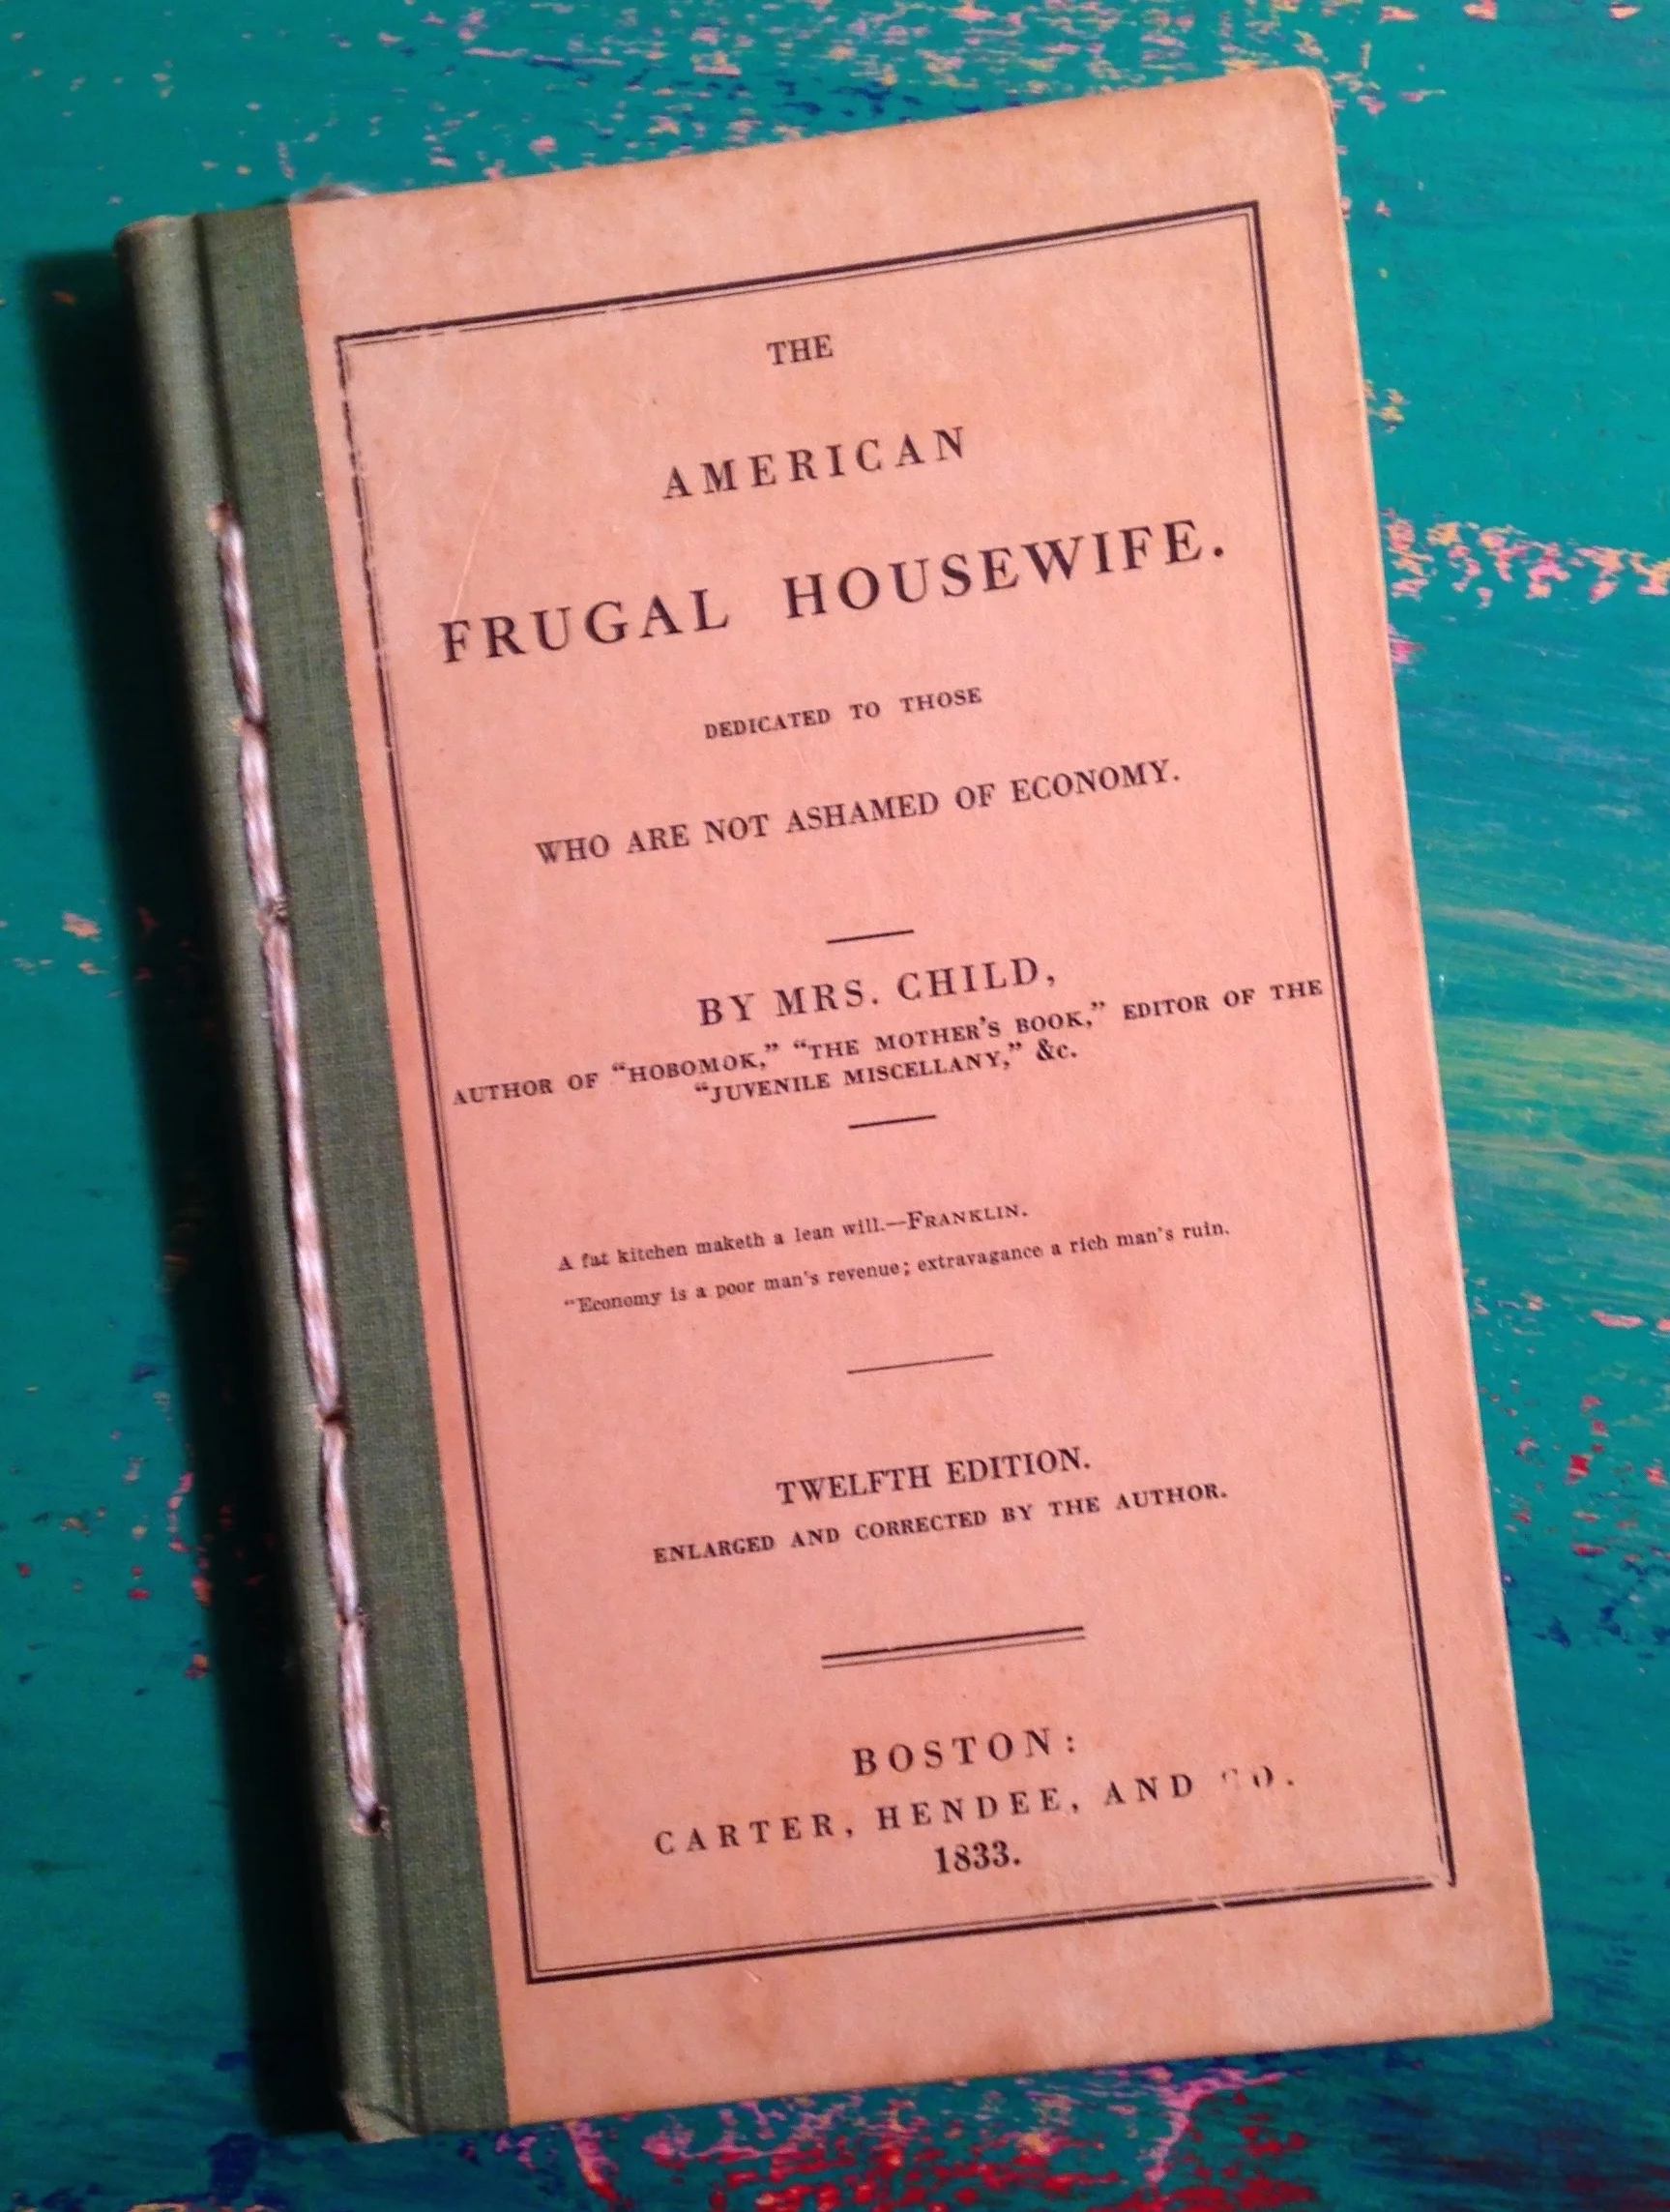 THE
AMERICAN
FRUGAL HOUSEWIFE.
DEDICATED TO THOSE
WHO ARE NOT ASHAMED OF ECONOMY.
BY MRS. CHILD,
AUTHOR OF “HOBOMOK,” “THE MOTHER’S BOOK,” EDITOR OF THE
“JUVENILE MISCELLANY,” &c.
A fat kitchen maketh a lean will.—FRANKLIN.
“Economy is a poor man’s revenue; extravagance a rich man’s ruin.
TWELFTH EDITION.
ENLARGED AND CORRECTED BY THE AUTHOR.
BOSTON:
CARTER, HENDEE, AND CO.
1833.